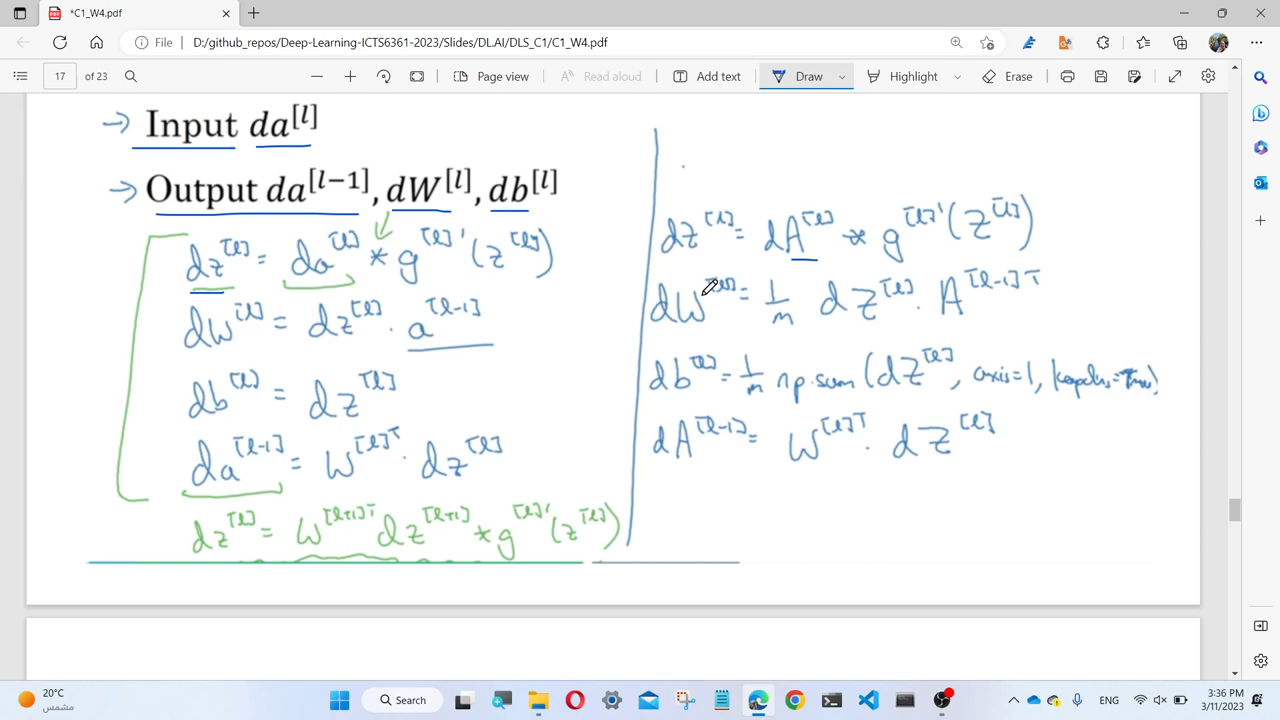 *C1_W4.pdf
File D:/github_repos/Deep-Learning-ICTS6361-2023/Slides/DL.AI/DLS_C1/C1_W4.pdf
17 of 23 Page view Read aloud Add text Draw Highlight Erase
→ Input da^[l]
→ Output da^[l−1], dW^[l], db^[l]
dz^[l] = da^[l] * g^[l]'(z^[l])
dw^[l] = dz^[l] · a^[l-1]
db^[l] = dz^[l]
da^[l-1] = W^[l]T · dz^[l]
dz^[l] = W^[l+1]T dz^[l+1] * g^[l]'(z^[l])
dZ^[l] = dA^[l] * g^[l]'(Z^[l])
dW^[l] = 1/m dZ^[l] · A^[l-1]T
db^[l] = 1/m np.sum(dZ^[l], axis=1, keepdims=True)
dA^[l-1] = W^[l]T · dZ^[l]
20°C
مشمس
Search
ENG
3:36 PM
3/11/2023